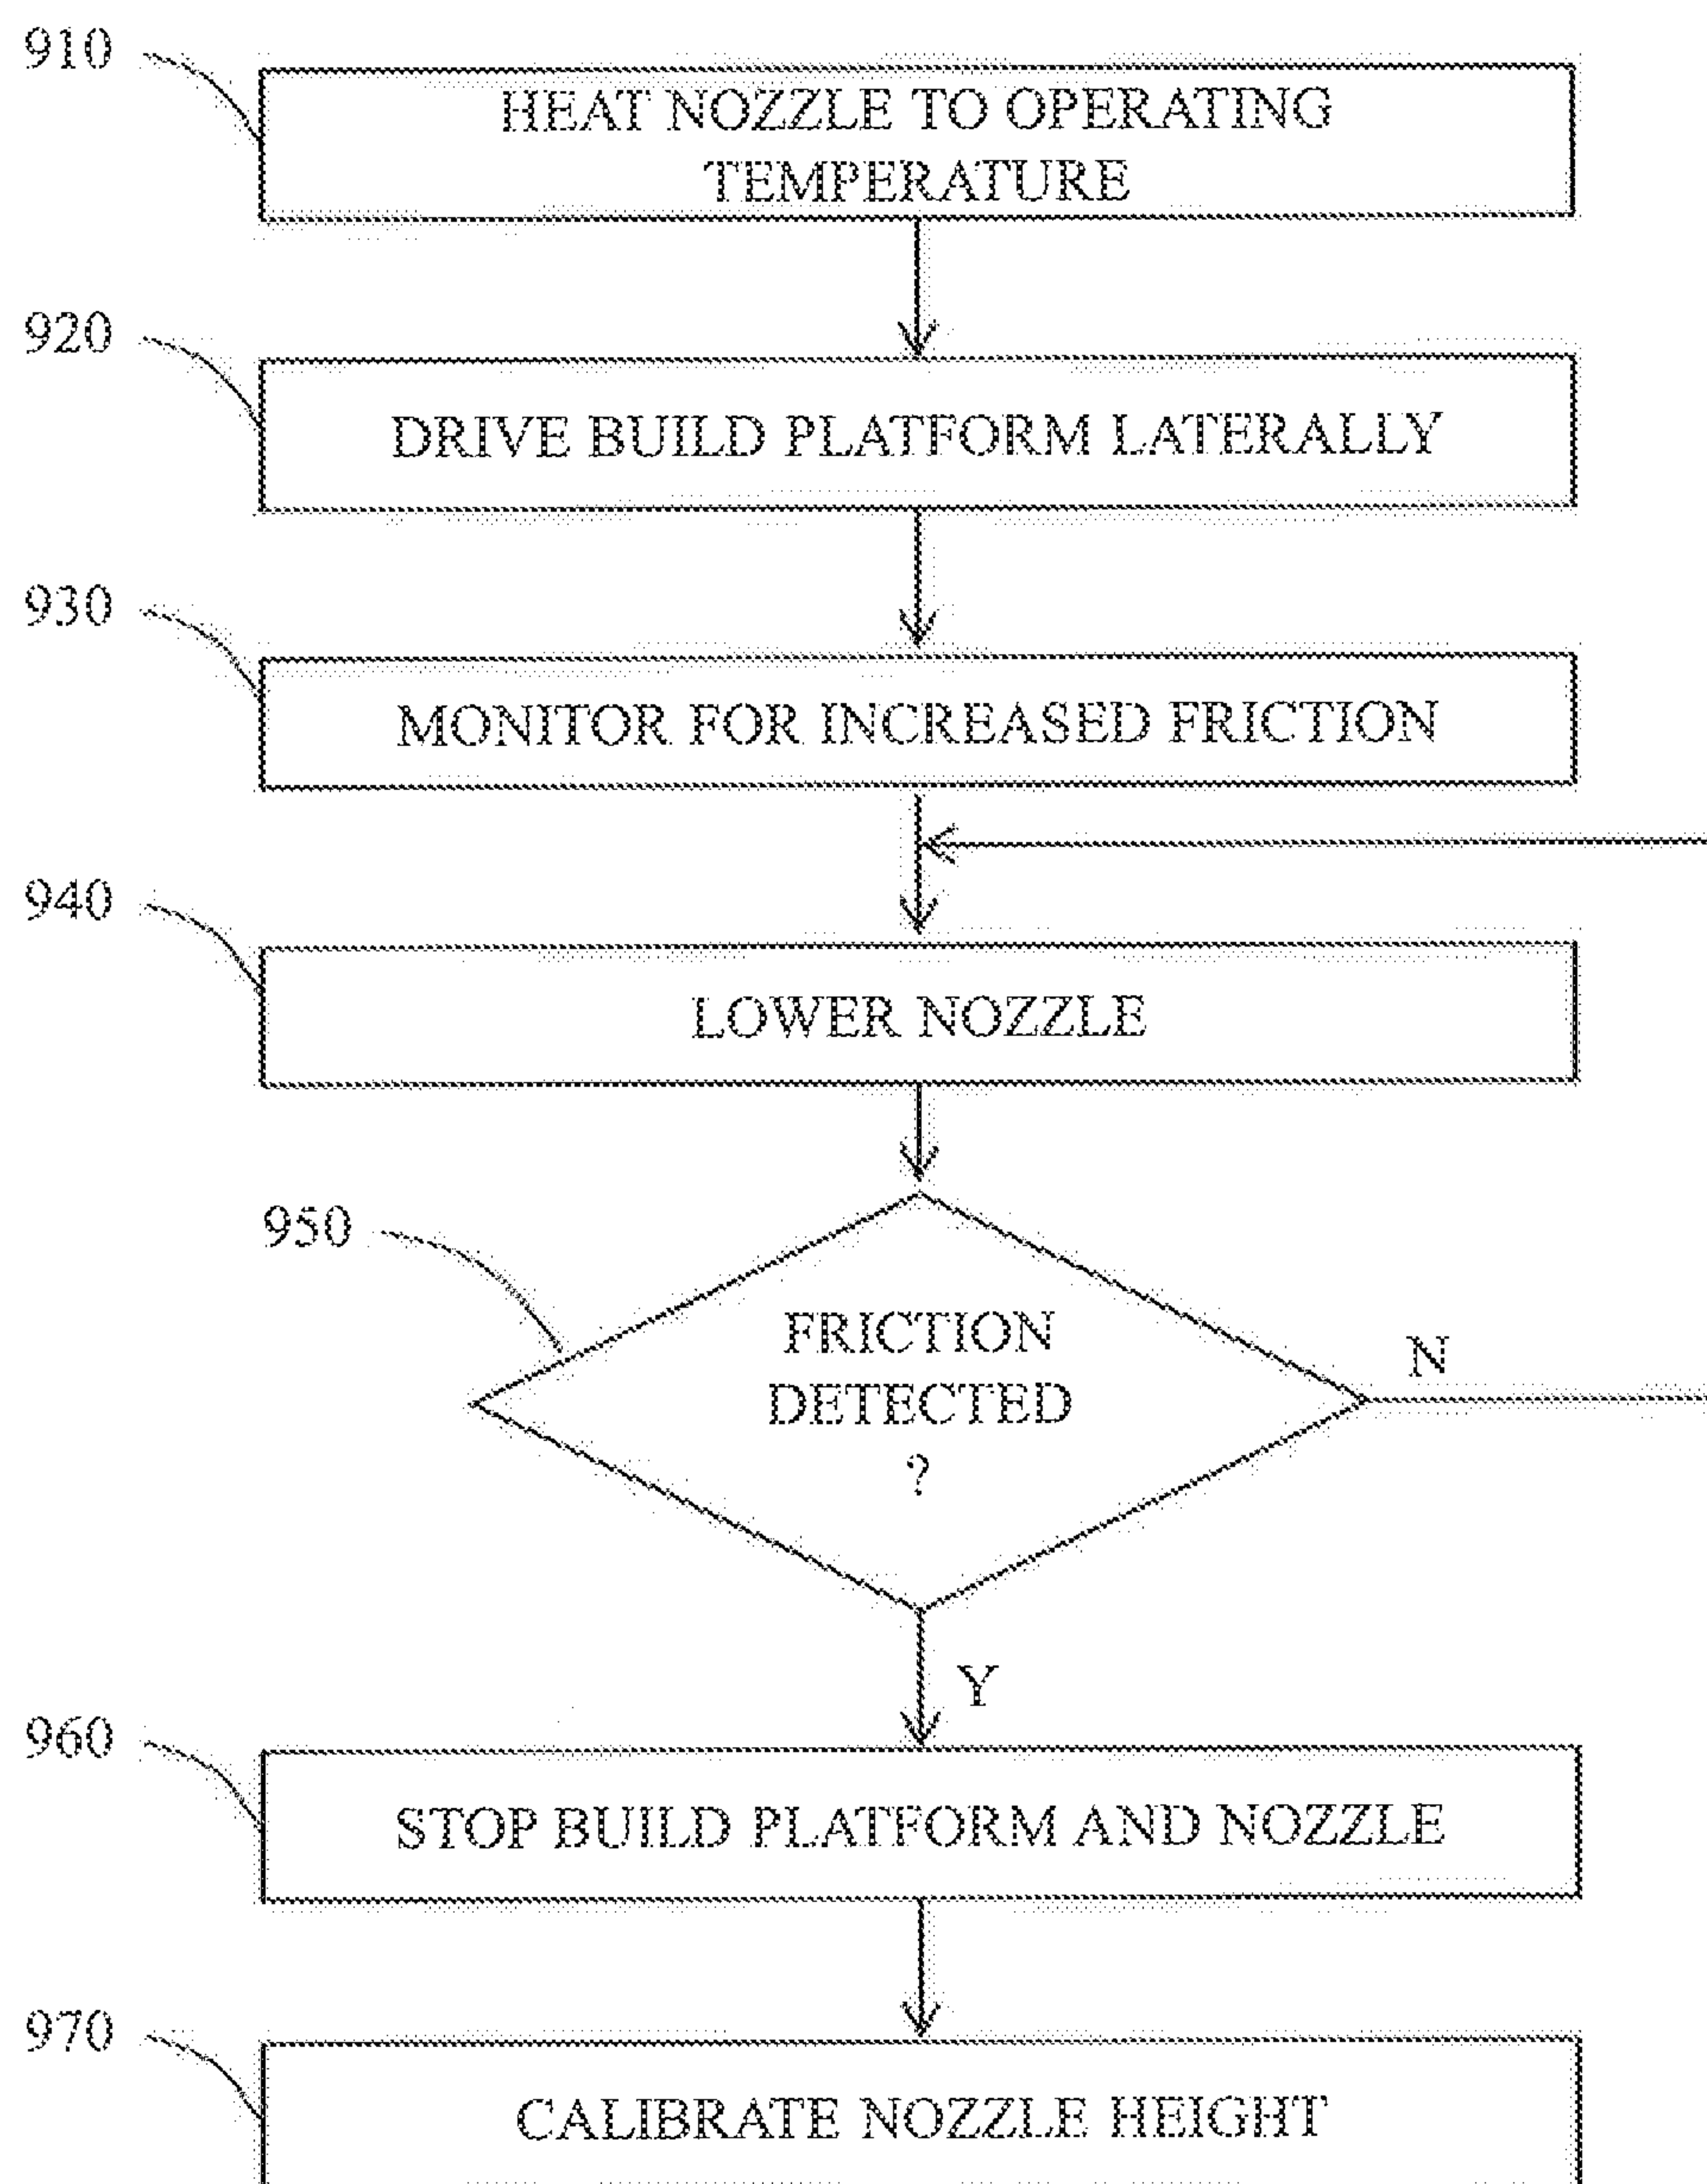 910
HEAT NOZZLE TO OPERATING
TEMPERATURE
920
DRIVE BUILD PLATFORM LATERALLY
930
MONITOR FOR INCREASED FRICTION
940
LOWER NOZZLE
950
FRICTION
DETECTED
?
N
Y
960
STOP BUILD PLATFORM AND NOZZLE
970
CALIBRATE NOZZLE HEIGHT